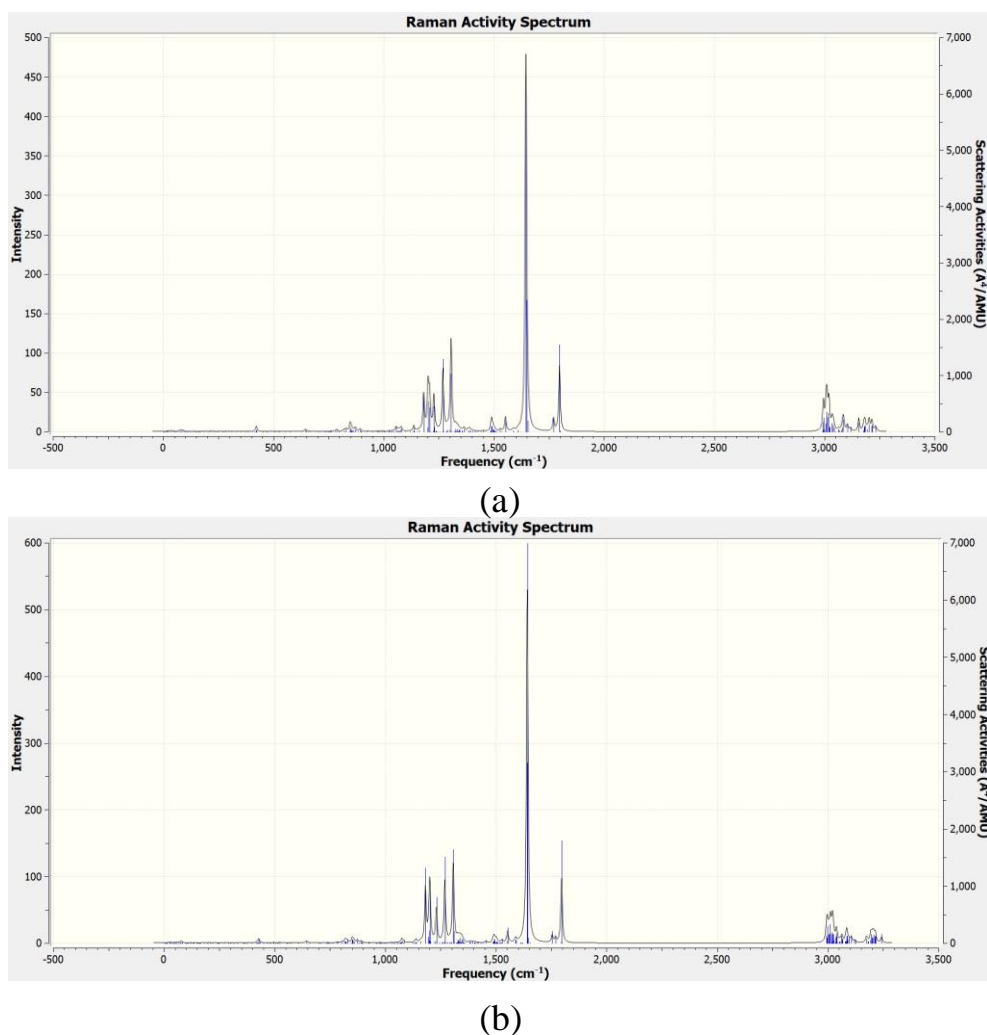 Raman Activity Spectrum
500
450
400
350
300
250
200
150
100
50
0
Intensity
7,000
6,000
5,000
4,000
3,000
2,000
1,000
0
Scattering Activities (A⁴/AMU)
-500 0 500 1,000 1,500 2,000 2,500 3,000 3,500
Frequency (cm⁻¹)
(a)
Raman Activity Spectrum
600
500
400
300
200
100
0
Intensity
7,000
6,000
5,000
4,000
3,000
2,000
1,000
0
Scattering Activities (A⁴/AMU)
-500 0 500 1,000 1,500 2,000 2,500 3,000 3,500
Frequency (cm⁻¹)
(b)